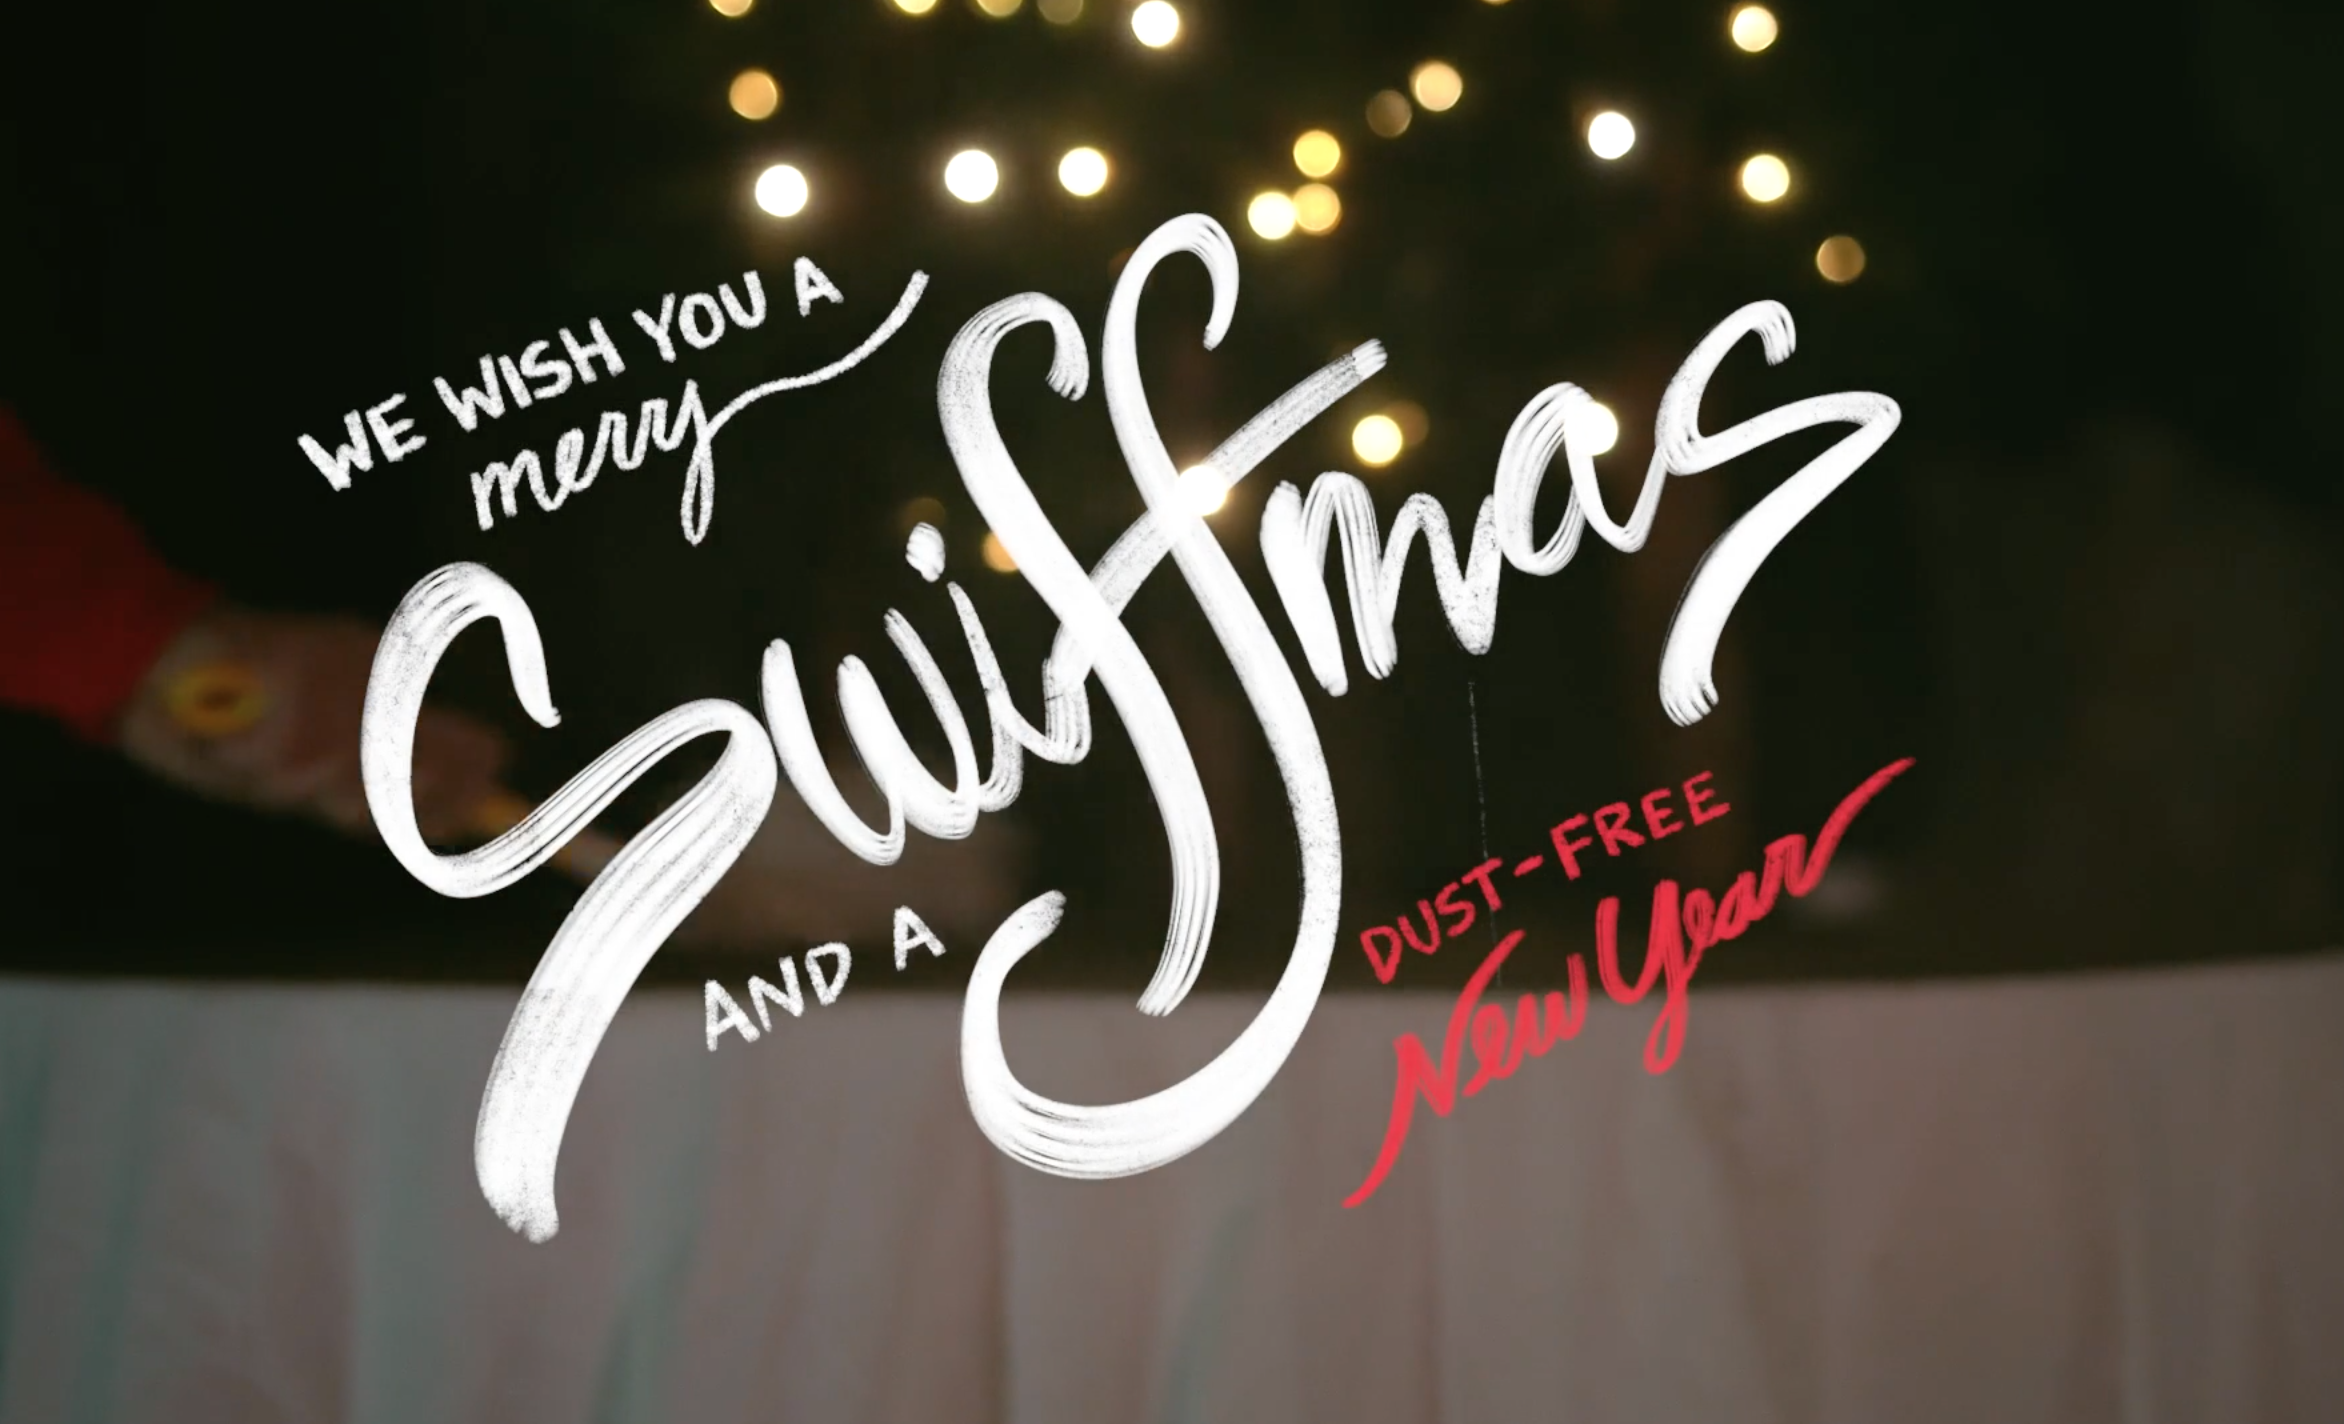 WE WISH YOU A
merry
Swiffmas
AND A
DUST-FREE
New Year